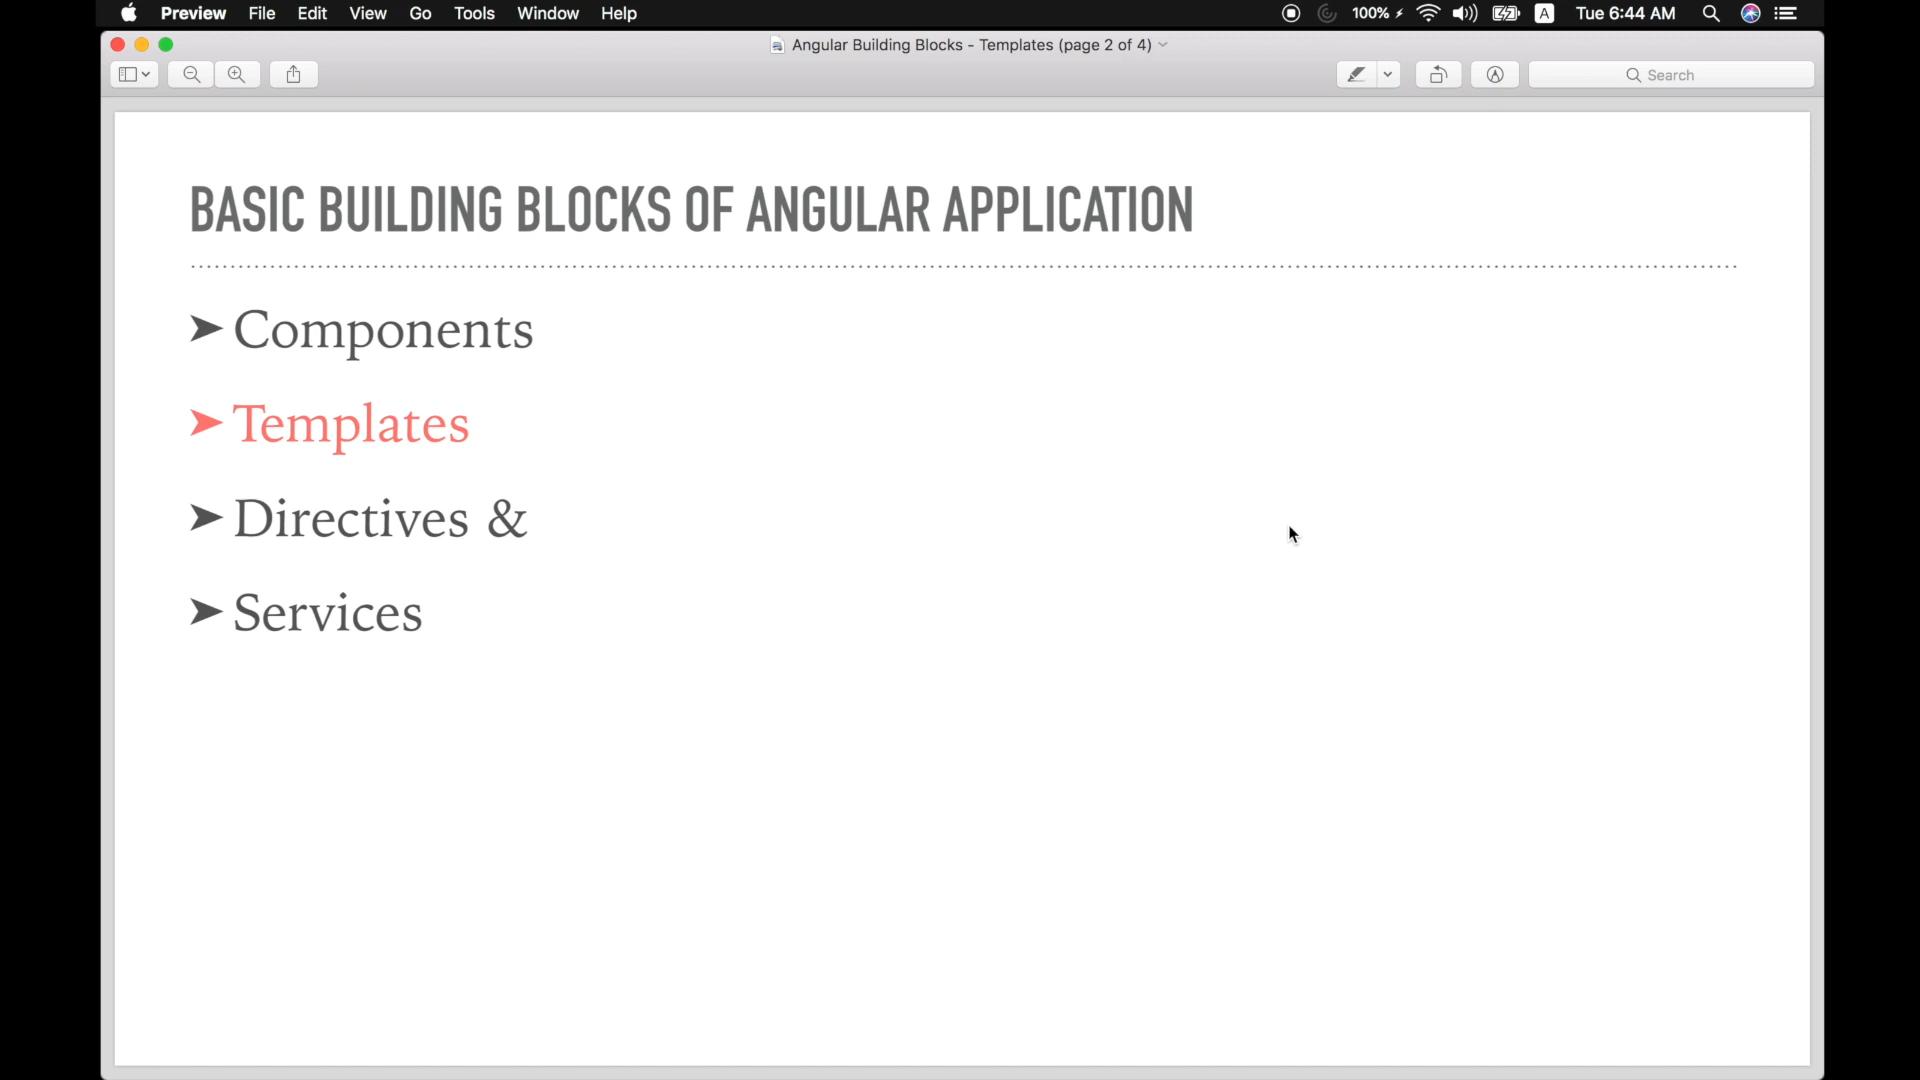 Preview File Edit View Go Tools Window Help 100% A Tue 6:44 AM
Angular Building Blocks - Templates (page 2 of 4)
Search
BASIC BUILDING BLOCKS OF ANGULAR APPLICATION
➤ Components
➤ Templates
➤ Directives &
➤ Services